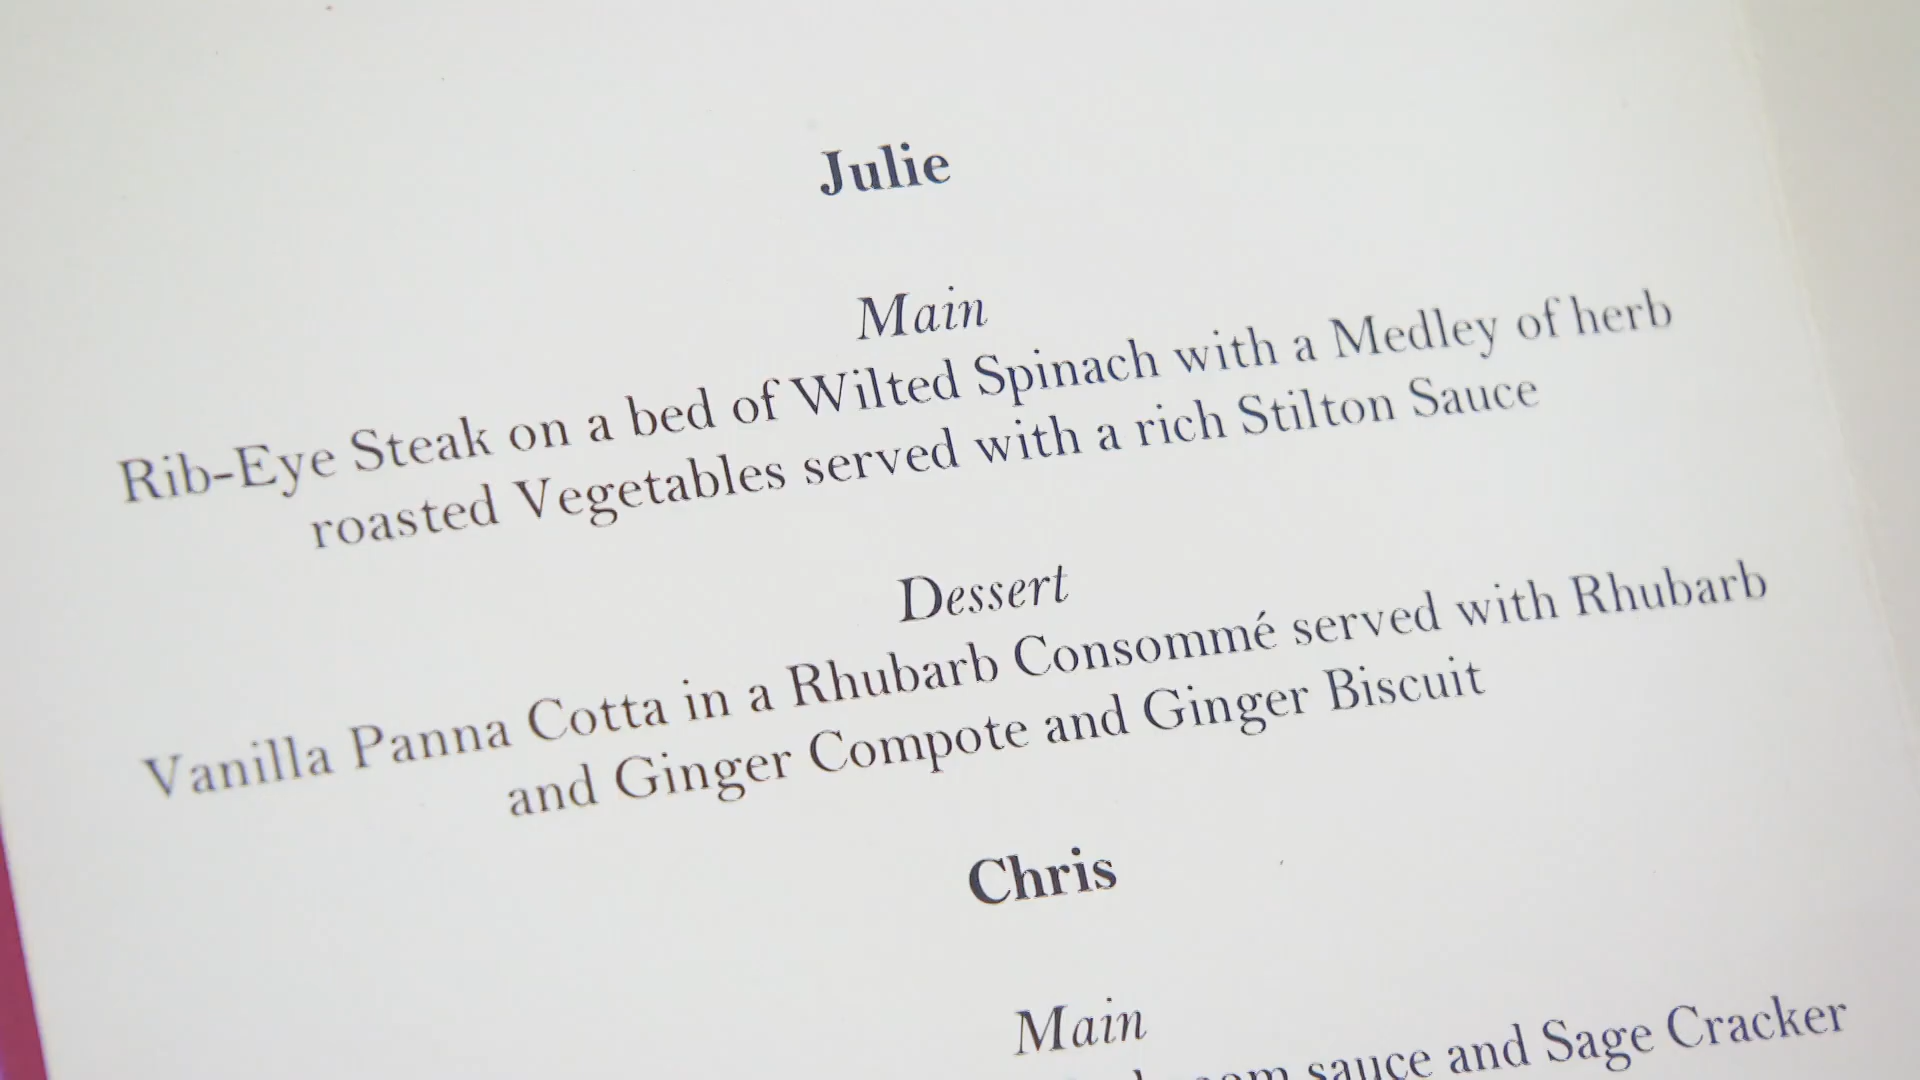 Julie
Main
Rib-Eye Steak on a bed of Wilted Spinach with a Medley of herb
roasted Vegetables served with a rich Stilton Sauce
Dessert
Vanilla Panna Cotta in a Rhubarb Consommé served with Rhubarb
and Ginger Compote and Ginger Biscuit
Chris
Main
sauce and Sage Cracker